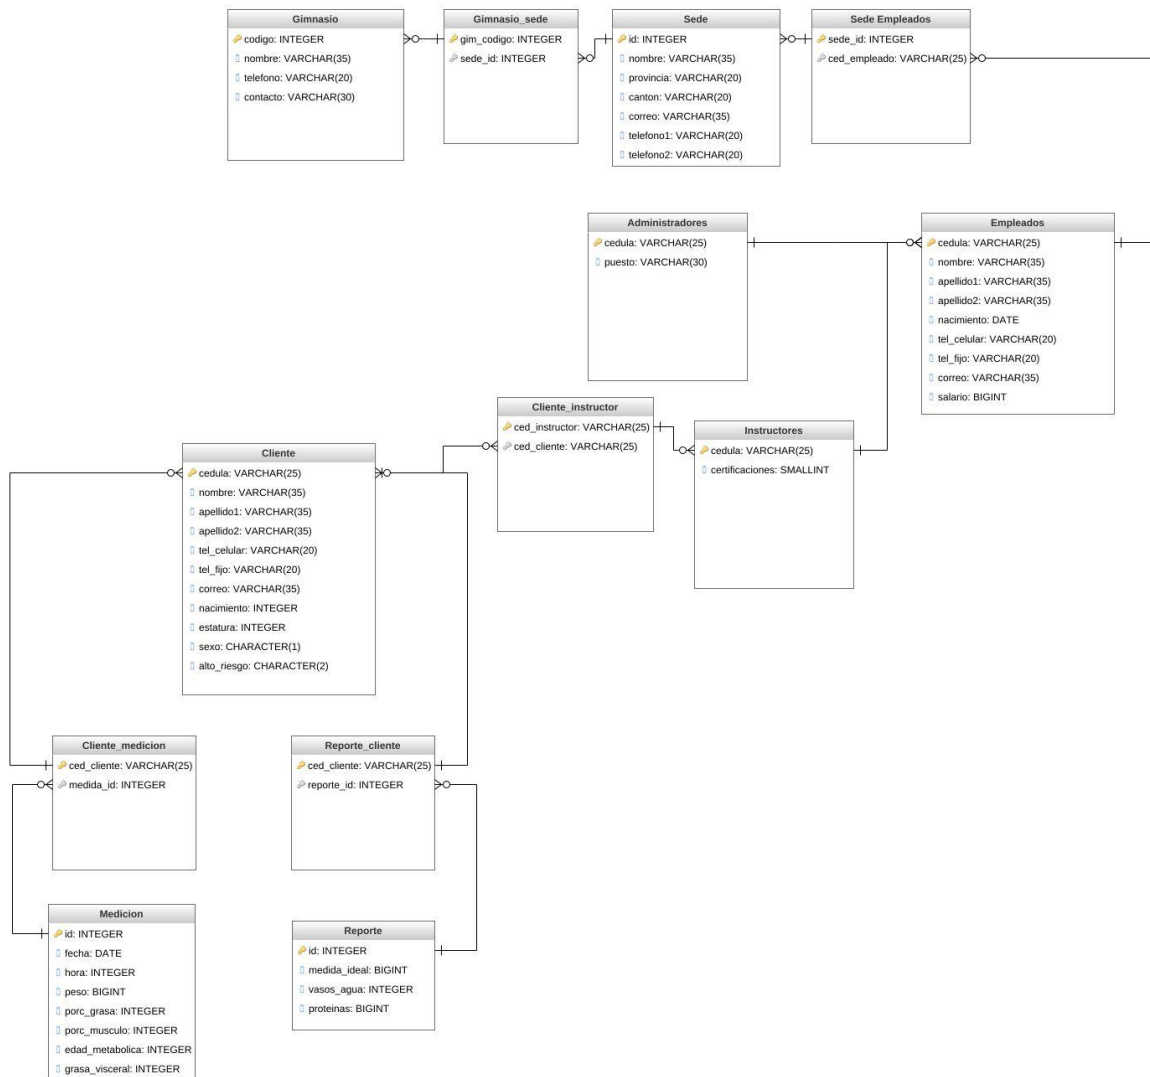 Gimnasio
codigo: INTEGER
nombre: VARCHAR(35)
telefono: VARCHAR(20)
contacto: VARCHAR(30)
Gimnasio_sede
gim_codigo: INTEGER
sede_id: INTEGER
Sede
id: INTEGER
nombre: VARCHAR(35)
provincia: VARCHAR(20)
canton: VARCHAR(20)
correo: VARCHAR(35)
telefono1: VARCHAR(20)
telefono2: VARCHAR(20)
Sede Empleados
sede_id: INTEGER
ced_empleado: VARCHAR(25)
Administradores
cedula: VARCHAR(25)
puesto: VARCHAR(30)
Empleados
cedula: VARCHAR(25)
nombre: VARCHAR(35)
apellido1: VARCHAR(35)
apellido2: VARCHAR(35)
nacimiento: DATE
tel_celular: VARCHAR(20)
tel_fijo: VARCHAR(20)
correo: VARCHAR(35)
salario: BIGINT
Cliente_instructor
ced_instructor: VARCHAR(25)
ced_cliente: VARCHAR(25)
Instructores
cedula: VARCHAR(25)
certificaciones: SMALLINT
Cliente
cedula: VARCHAR(25)
nombre: VARCHAR(35)
apellido1: VARCHAR(35)
apellido2: VARCHAR(35)
tel_celular: VARCHAR(20)
tel_fijo: VARCHAR(20)
correo: VARCHAR(35)
nacimiento: INTEGER
estatura: INTEGER
sexo: CHARACTER(1)
alto_riesgo: CHARACTER(2)
Cliente_medicion
ced_cliente: VARCHAR(25)
medida_id: INTEGER
Reporte_cliente
ced_cliente: VARCHAR(25)
reporte_id: INTEGER
Medicion
id: INTEGER
fecha: DATE
hora: INTEGER
peso: BIGINT
porc_grasa: INTEGER
porc_musculo: INTEGER
edad_metabolica: INTEGER
grasa_visceral: INTEGER
Reporte
id: INTEGER
medida_ideal: BIGINT
vasos_agua: INTEGER
proteinas: BIGINT